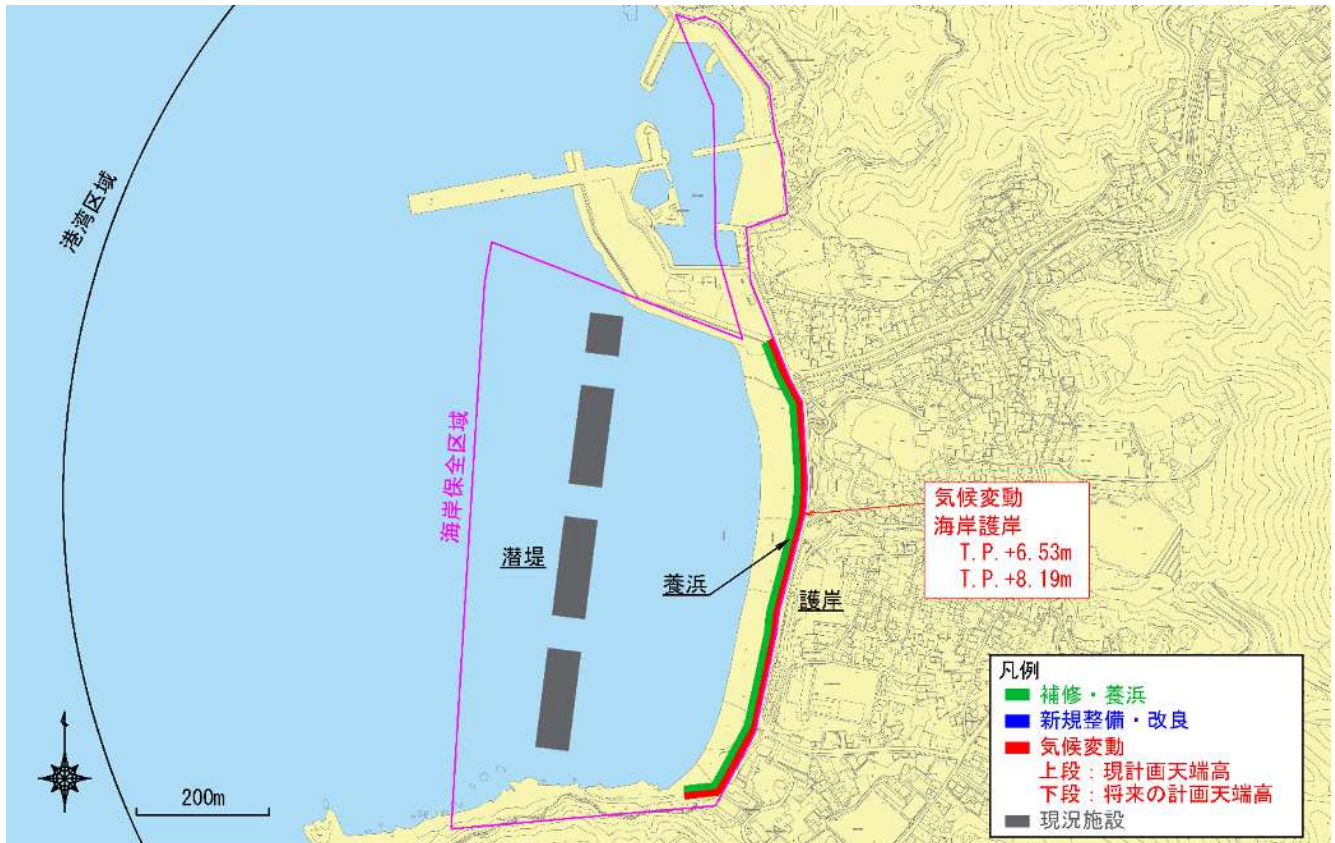 港湾区域
海岸保全区域
潜堤
養浜
護岸
気候変動
海岸護岸
T.P.+6.53m
T.P.+8.19m
200m
凡例
補修・養浜
新規整備・改良
気候変動
上段：現計画天端高
下段：将来の計画天端高
現況施設